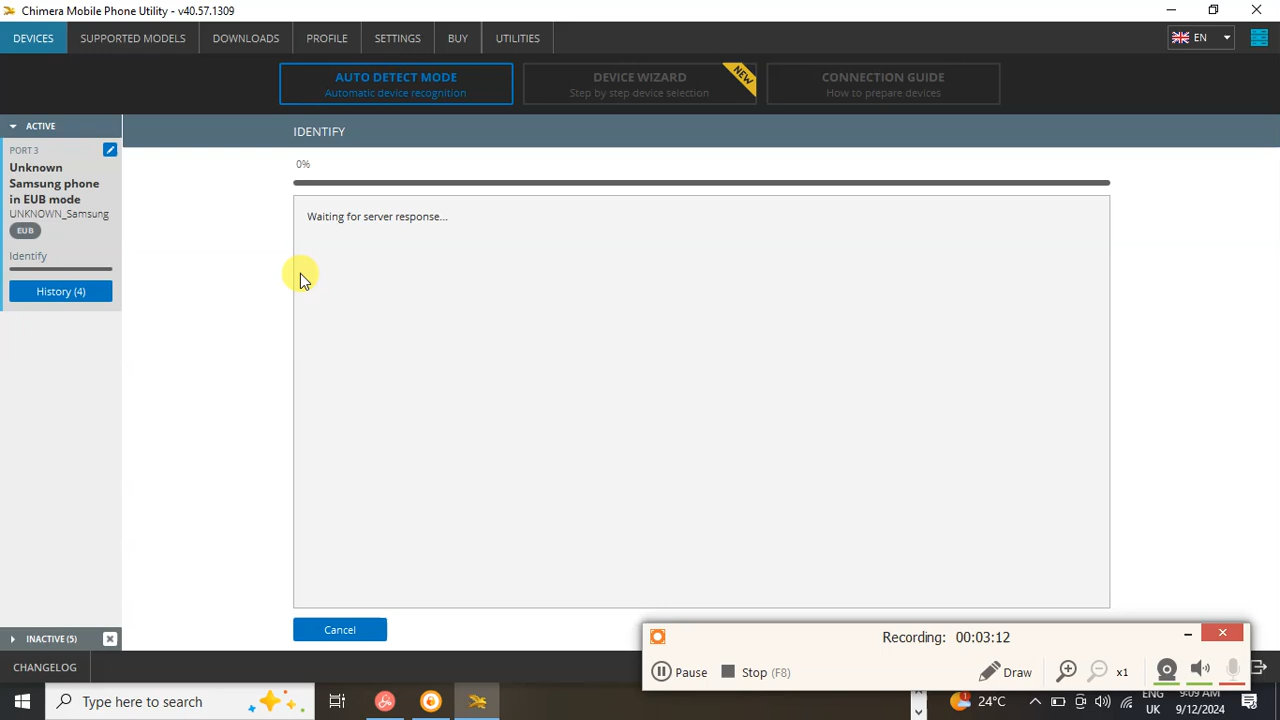 Chimera Mobile Phone Utility - v40.57.1309
DEVICES
SUPPORTED MODELS
DOWNLOADS
PROFILE
SETTINGS
BUY
UTILITIES
EN
AUTO DETECT MODE
Automatic device recognition
DEVICE WIZARD
Step by step device selection
NEW
CONNECTION GUIDE
How to prepare devices
ACTIVE
PORT 3
Unknown
Samsung phone
in EUB mode
UNKNOWN_Samsung
EUB
Identify
History (4)
IDENTIFY
0%
Waiting for server response...
Cancel
INACTIVE (5)
CHANGELOG
Recording: 00:03:12
Pause
Stop (F8)
Draw
x1
Type here to search
1
24°C
ENG
UK
9:09 AM
9/12/2024